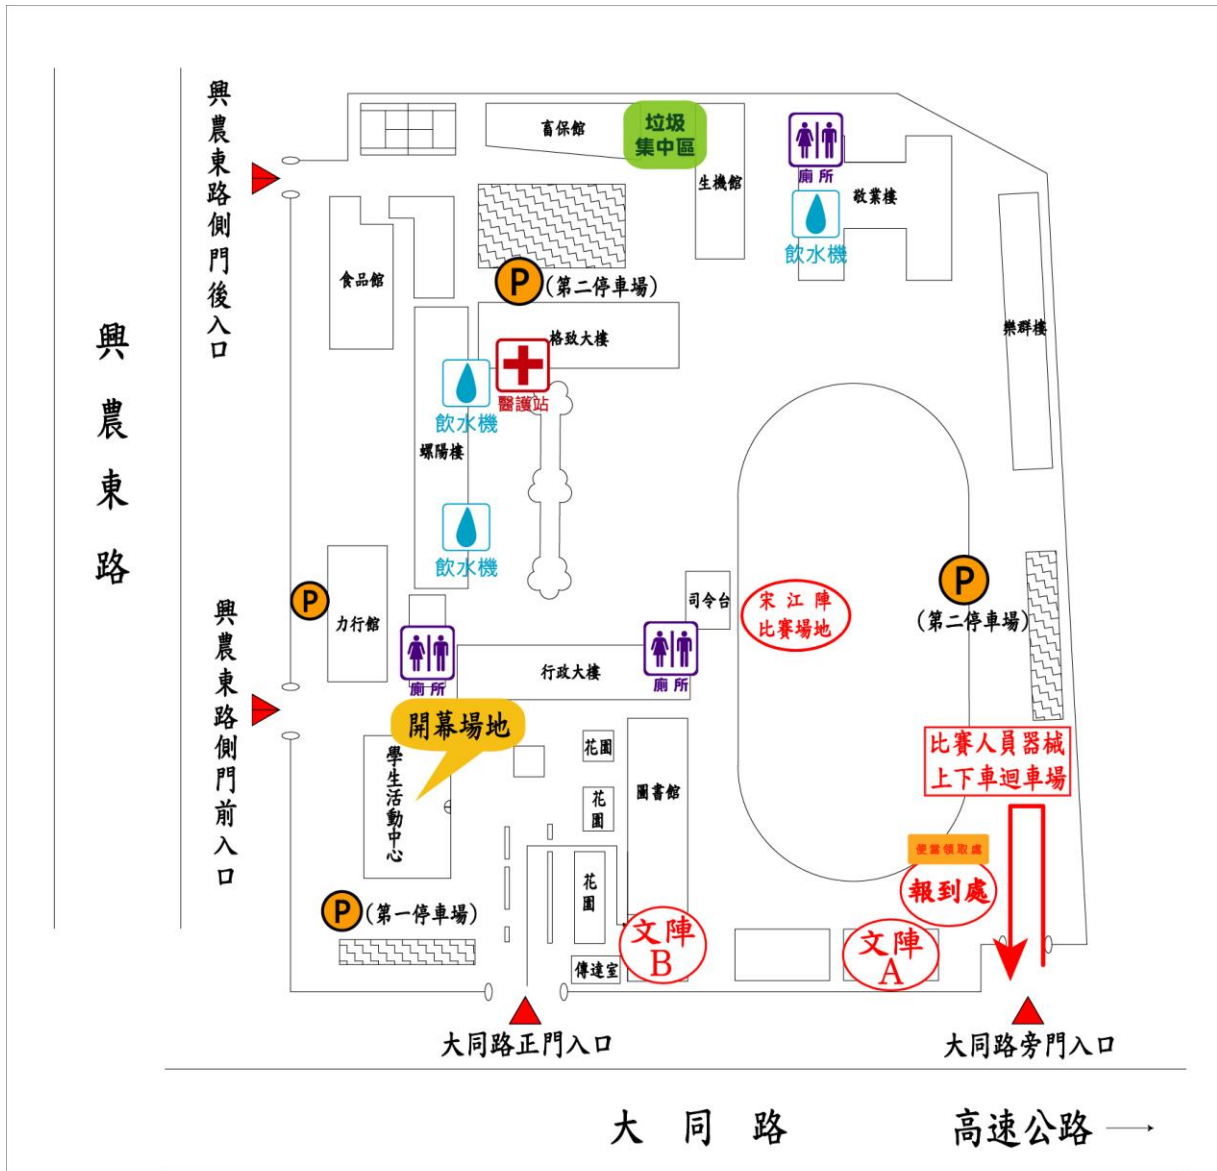 興農東路側門後入口
興農東路
興農東路側門前入口
畜保館
垃圾
集中區
生機館
廁所
敬業樓
飲水機
食品館
P
(第二停車場)
格致大樓
樂群樓
醫護站
飲水機
螺陽樓
飲水機
P
力行館
司令台
宋江陣
比賽場地
P
(第二停車場)
廁所
行政大樓
廁所
開幕場地
學生活動中心
花園
花園
花園
圖書館
比賽人員器械
上下車迴車場
便當領取處
報到處
P
(第一停車場)
文陣
B
文陣
A
傳達室
大同路正門入口
大同路旁門入口
大同路
高速公路